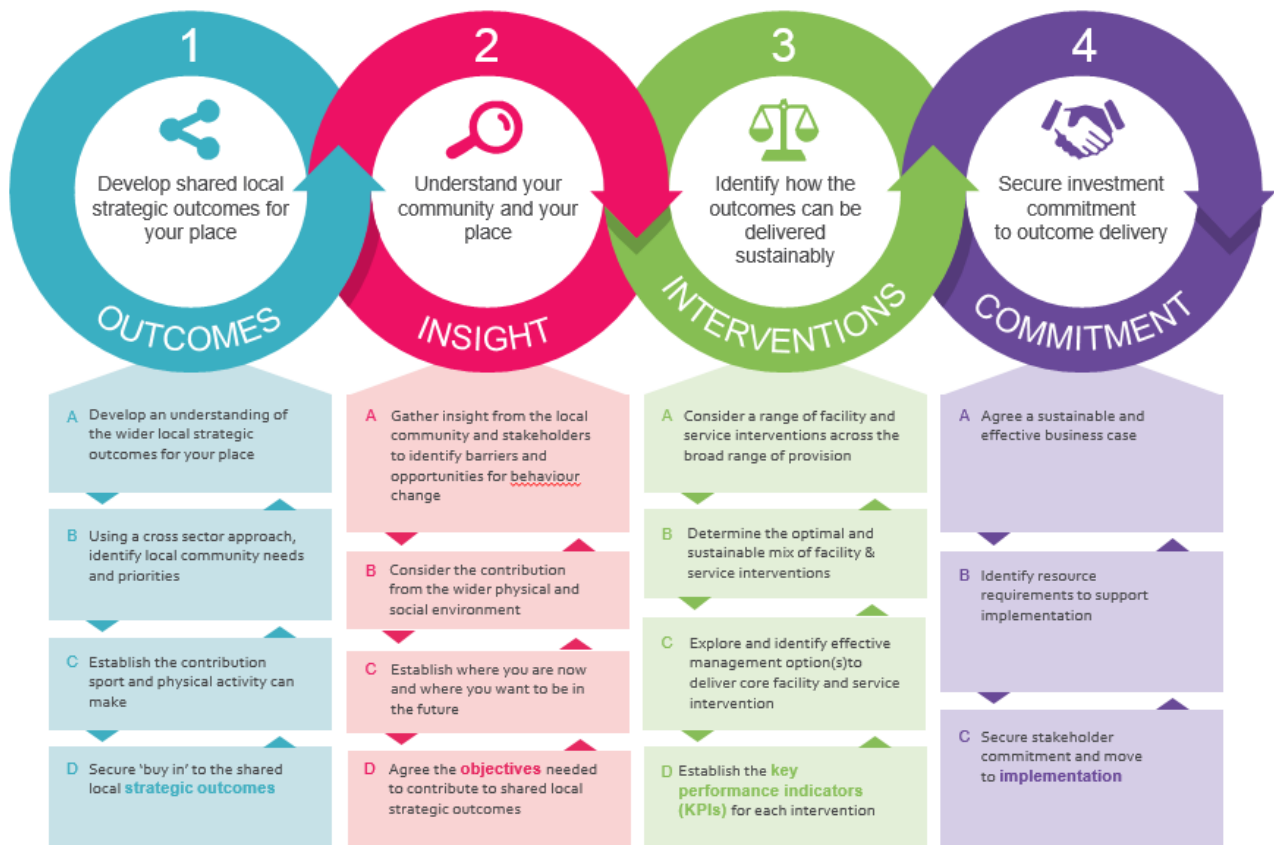 1
Develop shared local
strategic outcomes for
your place
OUTCOMES
2
Understand your
community and your
place
INSIGHT
3
Identify how the
outcomes can be
delivered
sustainably
INTERVENTIONS
4
Secure investment
commitment
to outcome delivery
COMMITMENT
A Develop an understanding of
the wider local strategic
outcomes for your place
B Using a cross sector approach,
identify local community needs
and priorities
C Establish the contribution
sport and physical activity can
make
D Secure ‘buy in’ to the shared
local strategic outcomes
A Gather insight from the local
community and stakeholders
to identify barriers and
opportunities for behaviour
change
B Consider the contribution
from the wider physical and
social environment
C Establish where you are now
and where you want to be in
the future
D Agree the objectives needed
to contribute to shared local
strategic outcomes
A Consider a range of facility and
service interventions across the
broad range of provision
B Determine the optimal and
sustainable mix of facility &
service interventions
C Explore and identify effective
management option(s)to
deliver core facility and service
intervention
D Establish the key
performance indicators
(KPIs) for each intervention
A Agree a sustainable and
effective business case
B Identify resource
requirements to support
implementation
C Secure stakeholder
commitment and move
to implementation